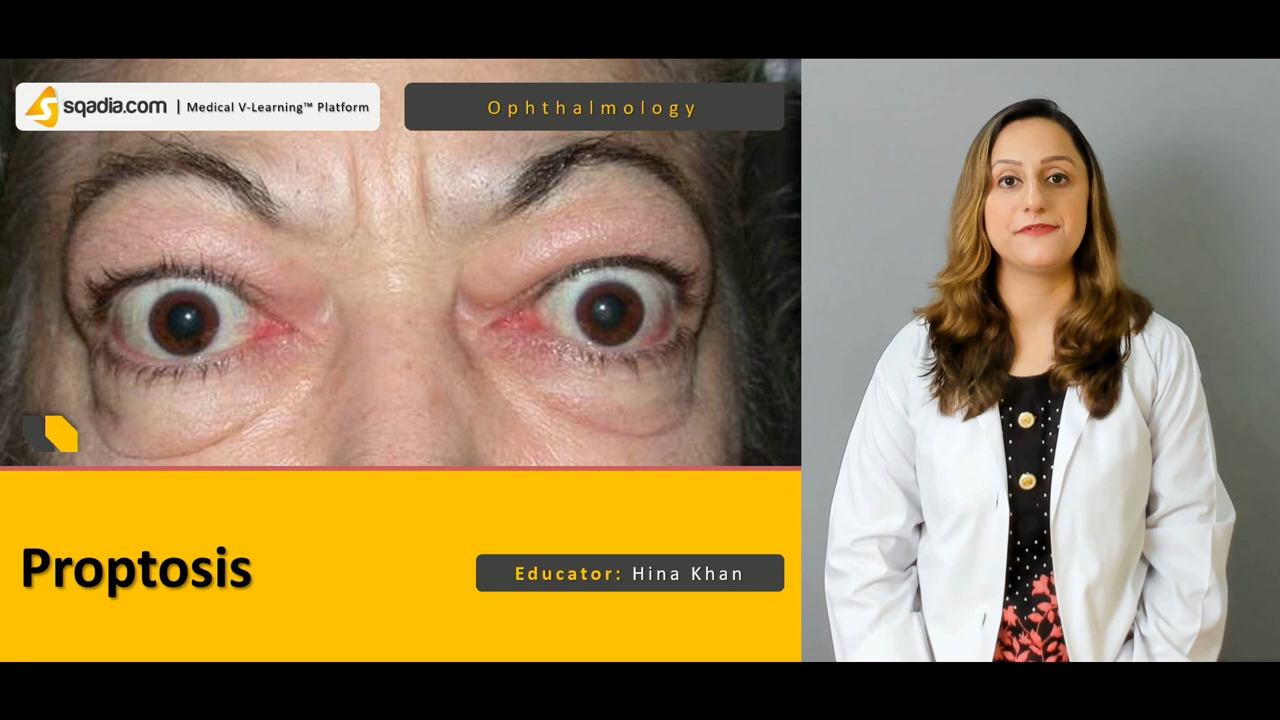 sqadia.com | Medical V-Learning™ Platform
Ophthalmology
Proptosis
Educator: Hina Khan